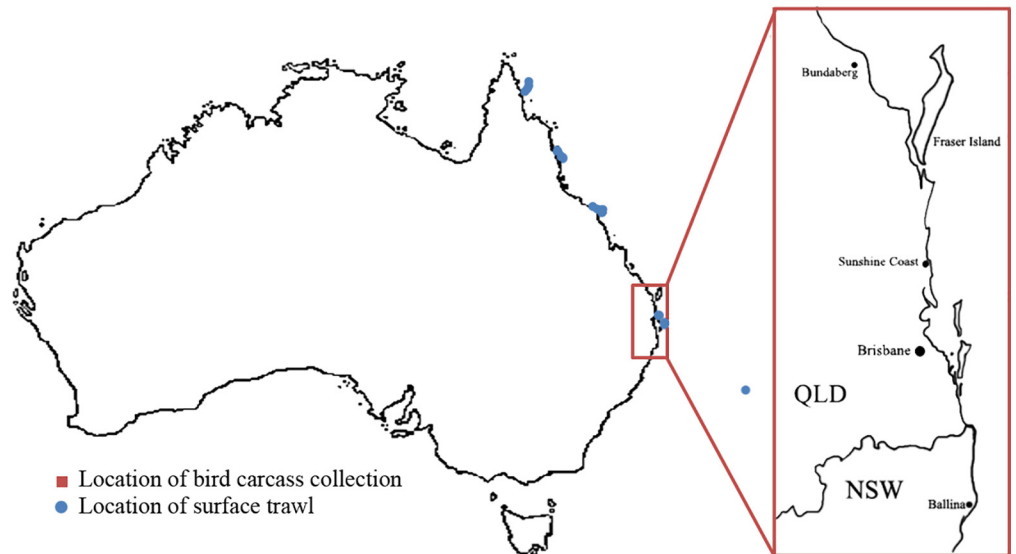 Bundaberg
Fraser Island
Sunshine Coast
Brisbane
QLD
NSW
Ballina
Location of bird carcass collection
Location of surface trawl